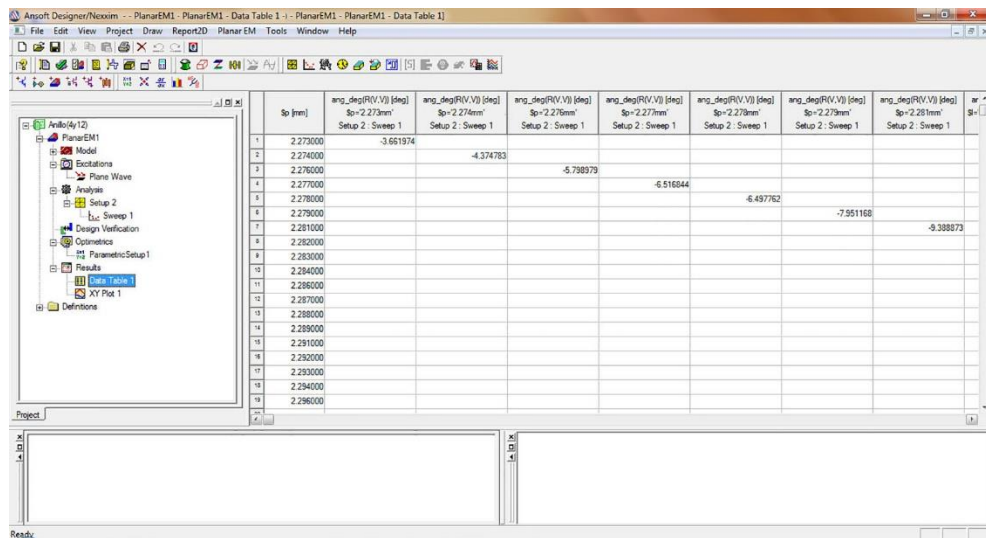 Ansoft Designer/Nexxim - - PlanarEM1 - PlanarEM1 - Data Table 1 -i - PlanarEM1 - PlanarEM1 - Data Table 1]
File Edit View Project Draw Report2D Planar EM Tools Window Help
Anillo(4y12)
PlanarEM1
Model
Excitations
Plane Wave
Analysis
Setup 2
Sweep 1
Design Verification
Optimetrics
ParametricSetup1
Results
Data Table 1
XY Plot 1
Definitions
Project
$p [mm] ang_deg(R(V,V)) [deg] ang_deg(R(V,V)) [deg] ang_deg(R(V,V)) [deg] ang_deg(R(V,V)) [deg] ang_deg(R(V,V)) [deg] ang_deg(R(V,V)) [deg] ang_deg(R(V,V)) [deg] ar
$p='2.273mm' $p='2.274mm' $p='2.276mm' $p='2.277mm' $p='2.278mm' $p='2.279mm' $p='2.281mm'
Setup 2 : Sweep 1 Setup 2 : Sweep 1 Setup 2 : Sweep 1 Setup 2 : Sweep 1 Setup 2 : Sweep 1 Setup 2 : Sweep 1 Setup 2 : Sweep 1
1 2.273000 -3.661974
2 2.274000 -4.374783
3 2.276000 -5.798979
4 2.277000 -6.516844
5 2.278000 -6.497762
6 2.279000 -7.951168
7 2.281000 -9.388873
8 2.282000
9 2.283000
10 2.284000
11 2.286000
12 2.287000
13 2.288000
14 2.289000
15 2.291000
16 2.292000
17 2.293000
18 2.294000
19 2.296000
Ready